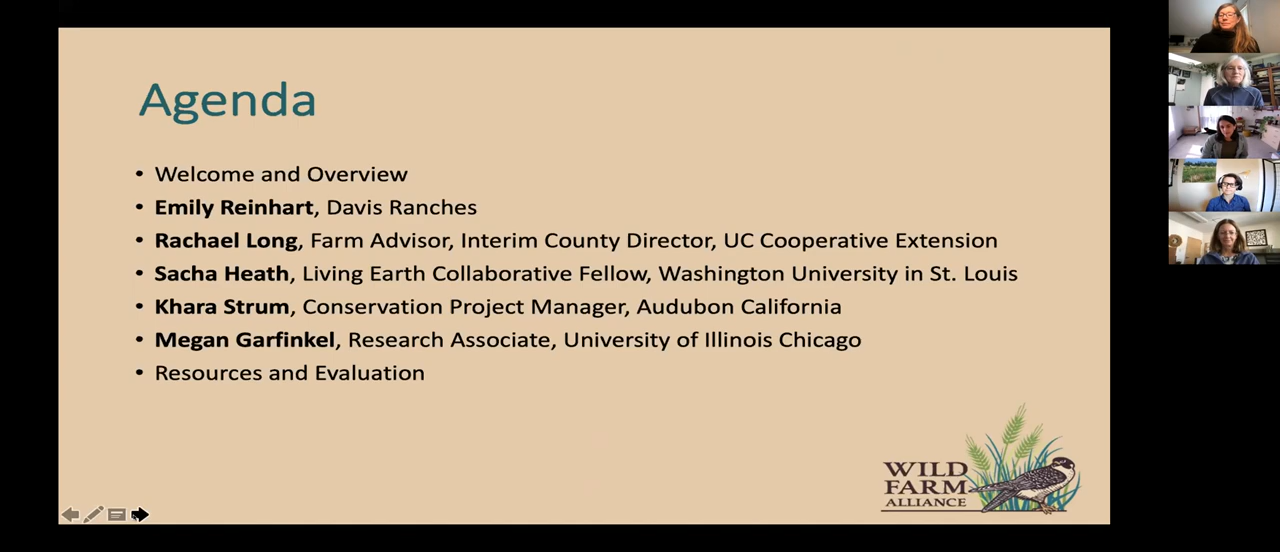 Agenda
• Welcome and Overview
• Emily Reinhart, Davis Ranches
• Rachael Long, Farm Advisor, Interim County Director, UC Cooperative Extension
• Sacha Heath, Living Earth Collaborative Fellow, Washington University in St. Louis
• Khara Strum, Conservation Project Manager, Audubon California
• Megan Garfinkel, Research Associate, University of Illinois Chicago
• Resources and Evaluation
WILD
FARM
ALLIANCE